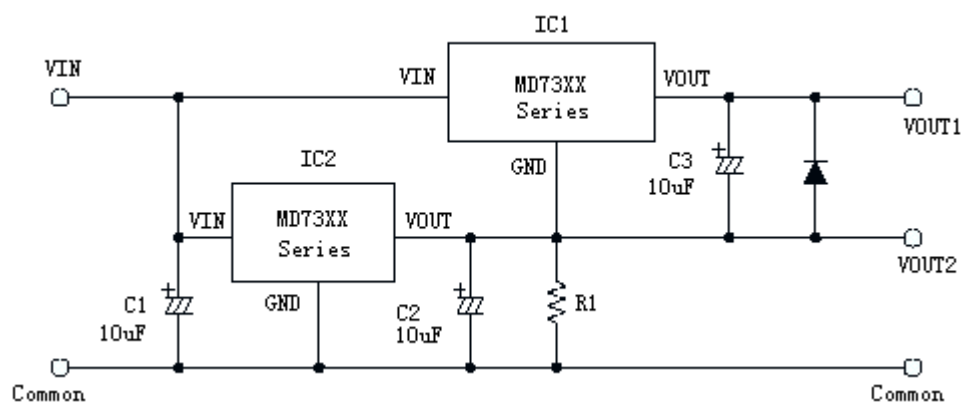 IC1
VIN
VIN
MD73XX
Series
VOUT
VOUT1
GND
C3
10uF
IC2
VIN
MD73XX
Series
VOUT
VOUT2
GND
C1
10uF
C2
10uF
R1
Common
Common